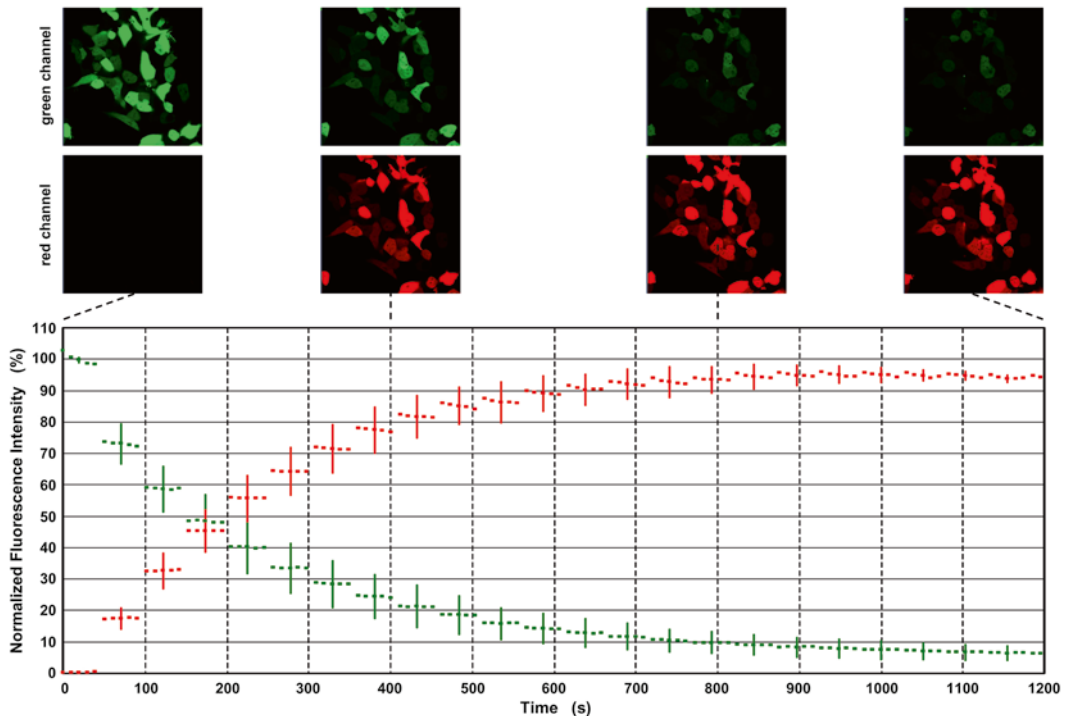 green channel
red channel
Normalized Fluorescence Intensity (%)
110
100
90
80
70
60
50
40
30
20
10
0
0 100 200 300 400 500 600 700 800 900 1000 1100 1200
Time (s)